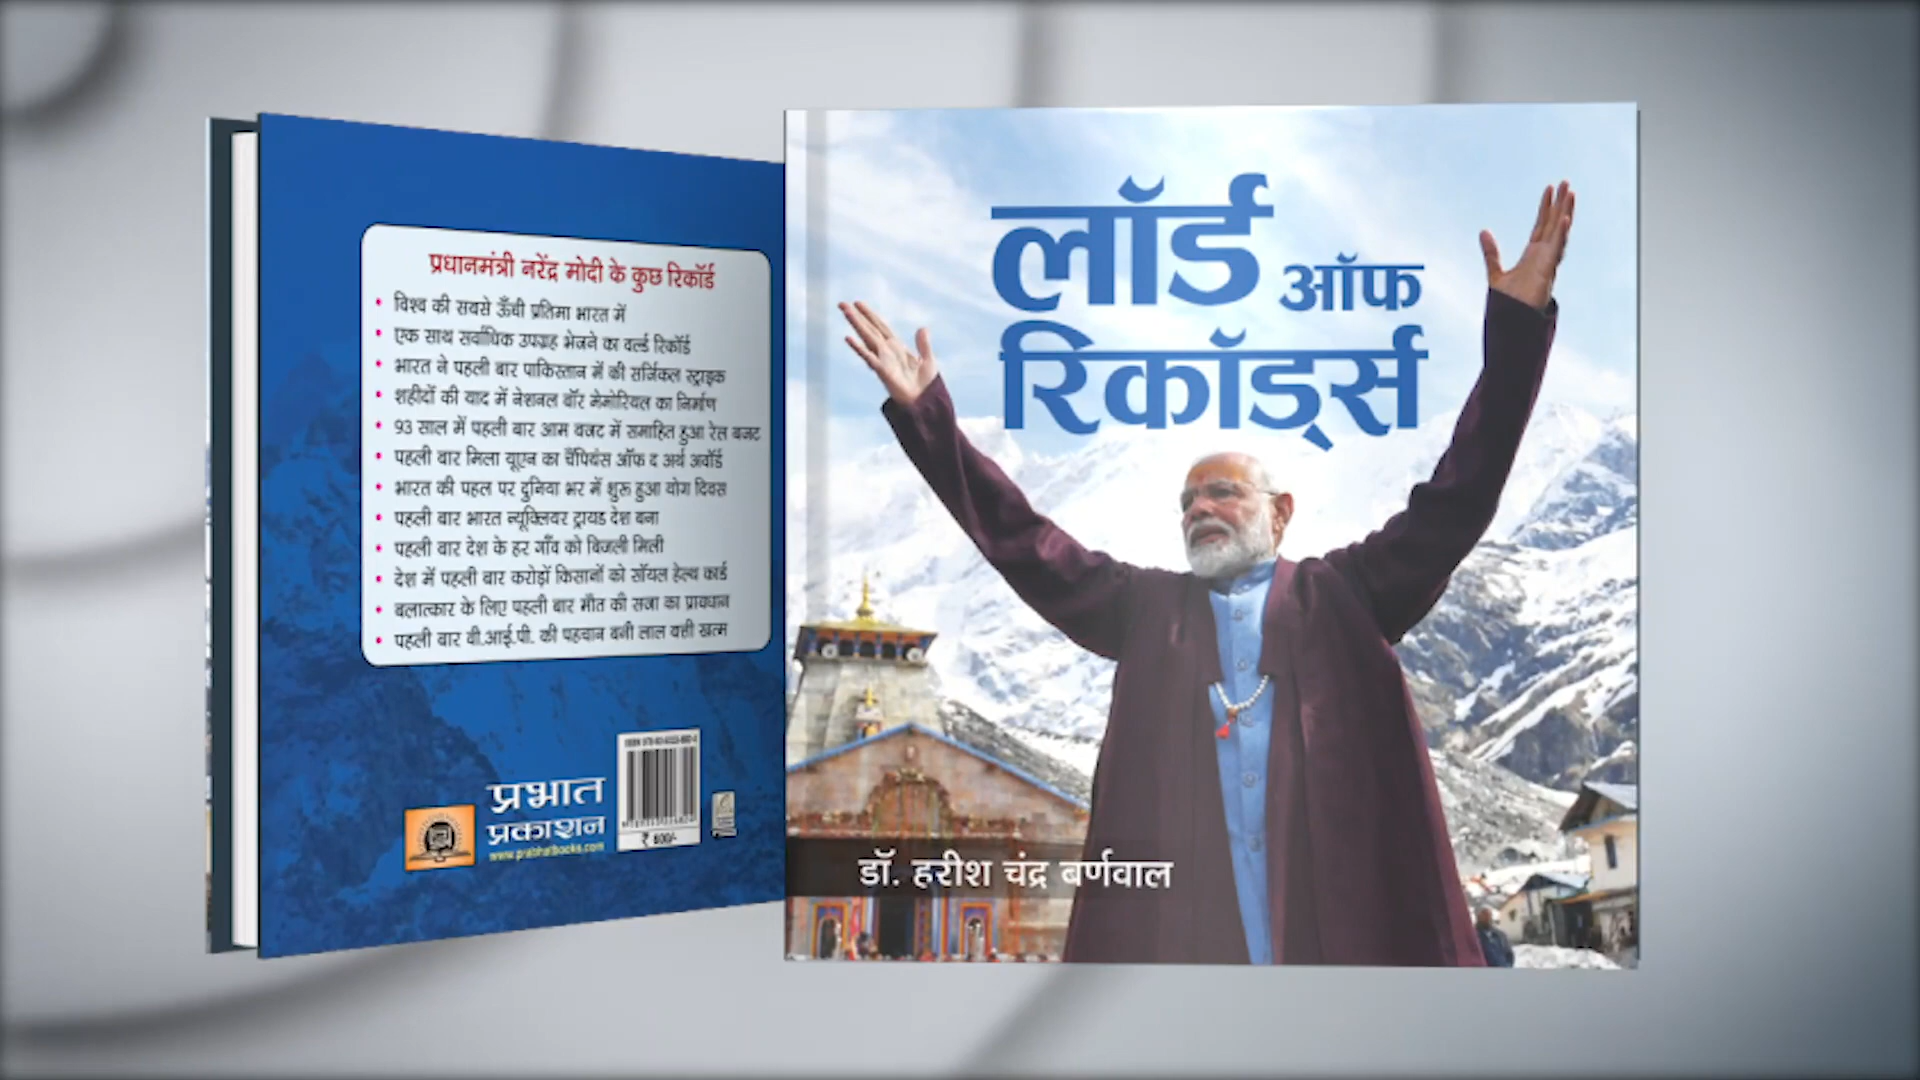 प्रधानमंत्री नरेंद्र मोदी के कुछ रिकॉर्ड
• विश्व की सबसे ऊँची प्रतिमा भारत में
• एक साथ सर्वाधिक उपग्रह भेजने का वर्ल्ड रिकॉर्ड
• भारत ने पहली बार पाकिस्तान में की सर्जिकल स्ट्राइक
• शहीदों की याद में नेशनल वॉर मेमोरियल का निर्माण
• 93 साल में पहली बार आम बजट में समाहित हुआ रेल बजट
• पहली बार मिला यूएन का चैंपियंस ऑफ द अर्थ अवॉर्ड
• भारत की पहल पर दुनिया भर में शुरू हुआ योग दिवस
• पहली बार भारत न्यूक्लियर ट्रायड देश बना
• पहली बार देश के हर गाँव को बिजली मिली
• देश में पहली बार करोड़ों किसानों को सॉयल हेल्थ कार्ड
• बलात्कार के लिए पहली बार मौत की सजा का प्रावधान
• पहली बार वी.आई.पी. की पहचान बनी लाल बत्ती खत्म
प्रभात
प्रकाशन
www.prabhatbooks.com
ISBN
₹ 600/-
लॉर्ड ऑफ
रिकॉर्ड्स
डॉ. हरीश चंद्र बर्णवाल